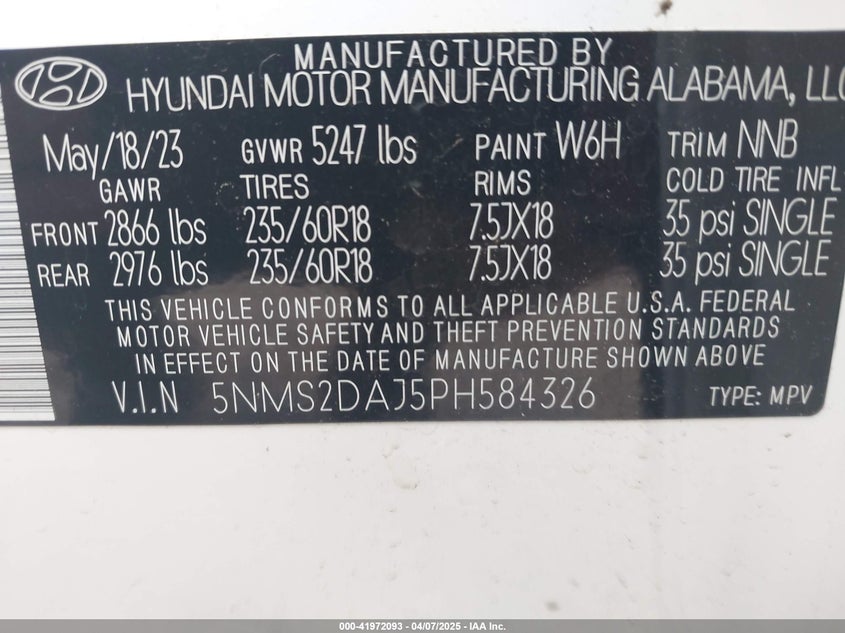 MANUFACTURED BY
HYUNDAI MOTOR MANUFACTURING ALABAMA, LLC
May/18/23 GVWR 5247 lbs PAINT W6H TRIM NNB
GAWR TIRES RIMS COLD TIRE INFL
FRONT 2866 lbs 235/60R18 7.5JX18 35 psi SINGLE
REAR 2976 lbs 235/60R18 7.5JX18 35 psi SINGLE
THIS VEHICLE CONFORMS TO ALL APPLICABLE U.S.A. FEDERAL
MOTOR VEHICLE SAFETY AND THEFT PREVENTION STANDARDS
IN EFFECT ON THE DATE OF MANUFACTURE SHOWN ABOVE
V.I.N 5NMS2DAJ5PH584326 TYPE: MPV
000-41972093 - 04/07/2025 - IAA Inc.